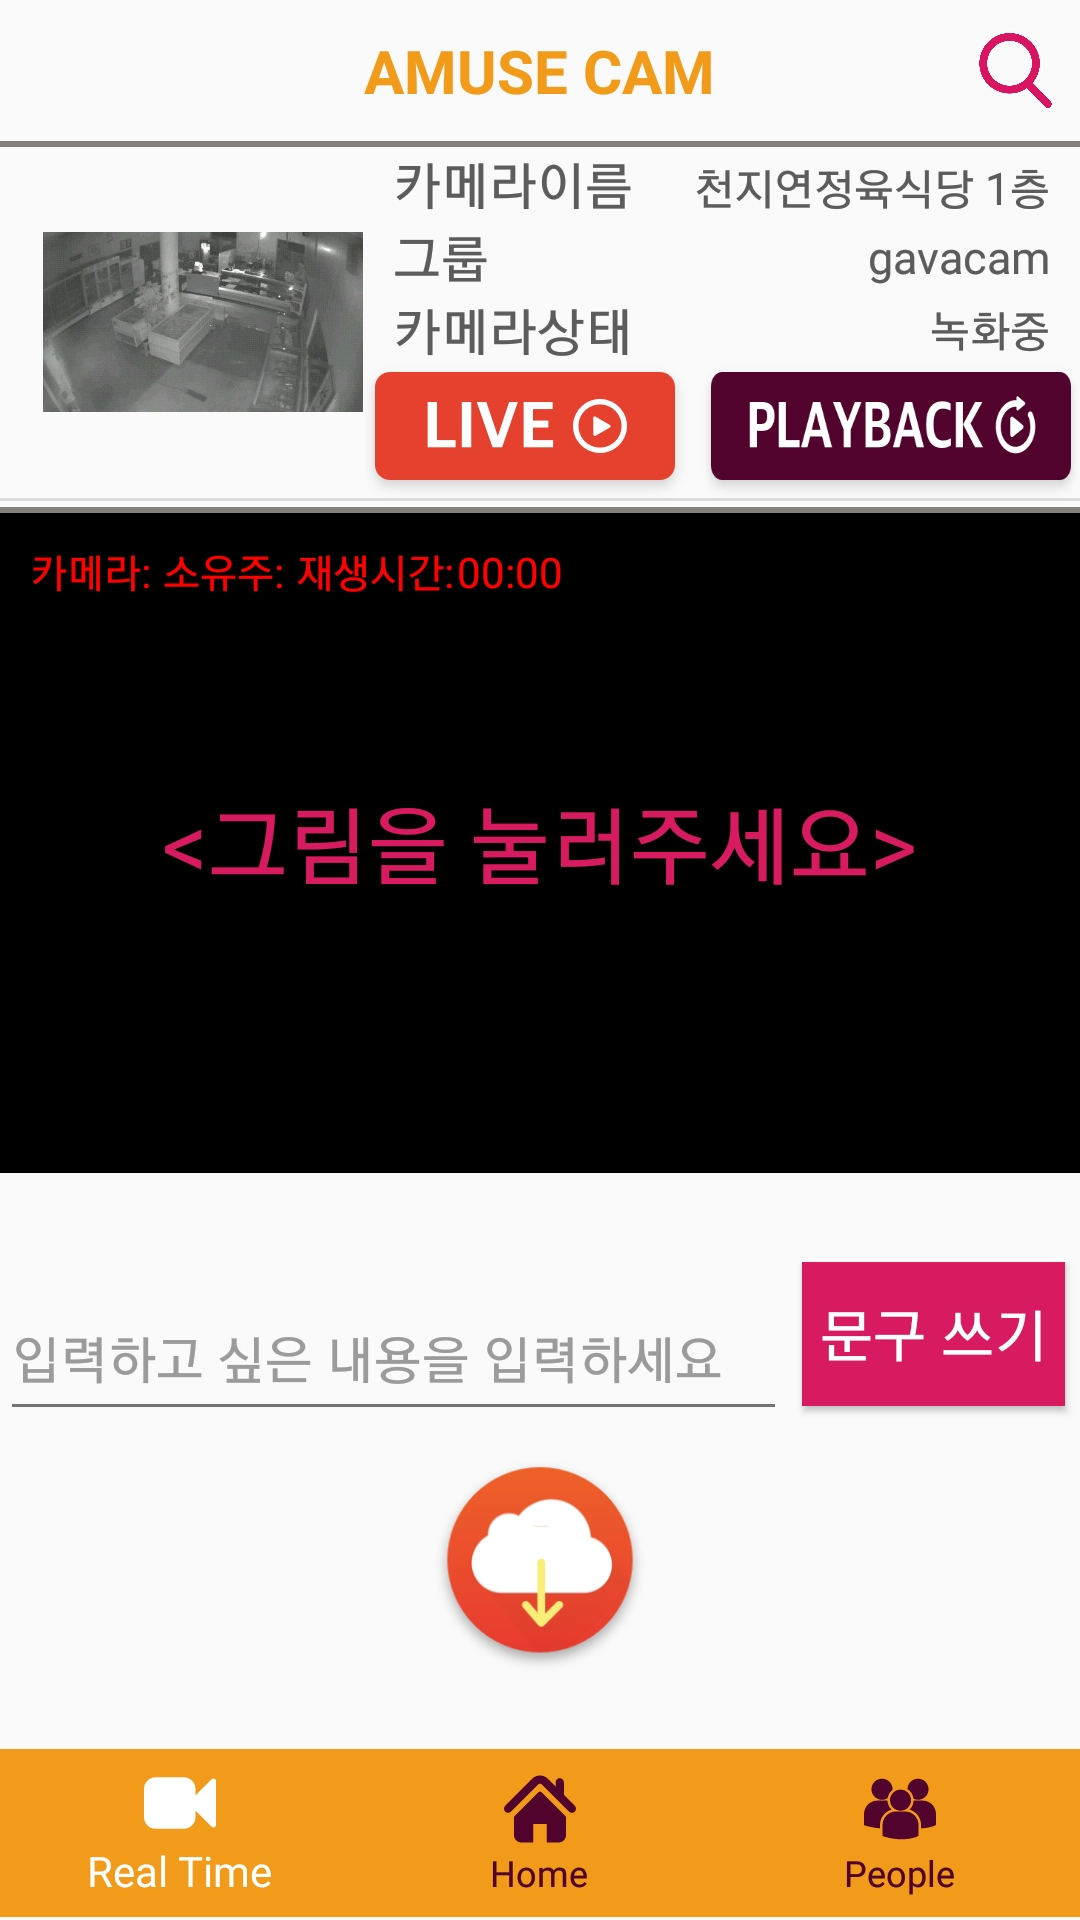 AMUSE CAM
카메라이름 천지연정육식당 1층
그룹 gavacam
카메라상태 녹화중
LIVE PLAYBACK
카메라: 소유주: 재생시간:00:00
<그림을 눌러주세요>
입력하고 싶은 내용을 입력하세요
문구 쓰기
Real Time Home People